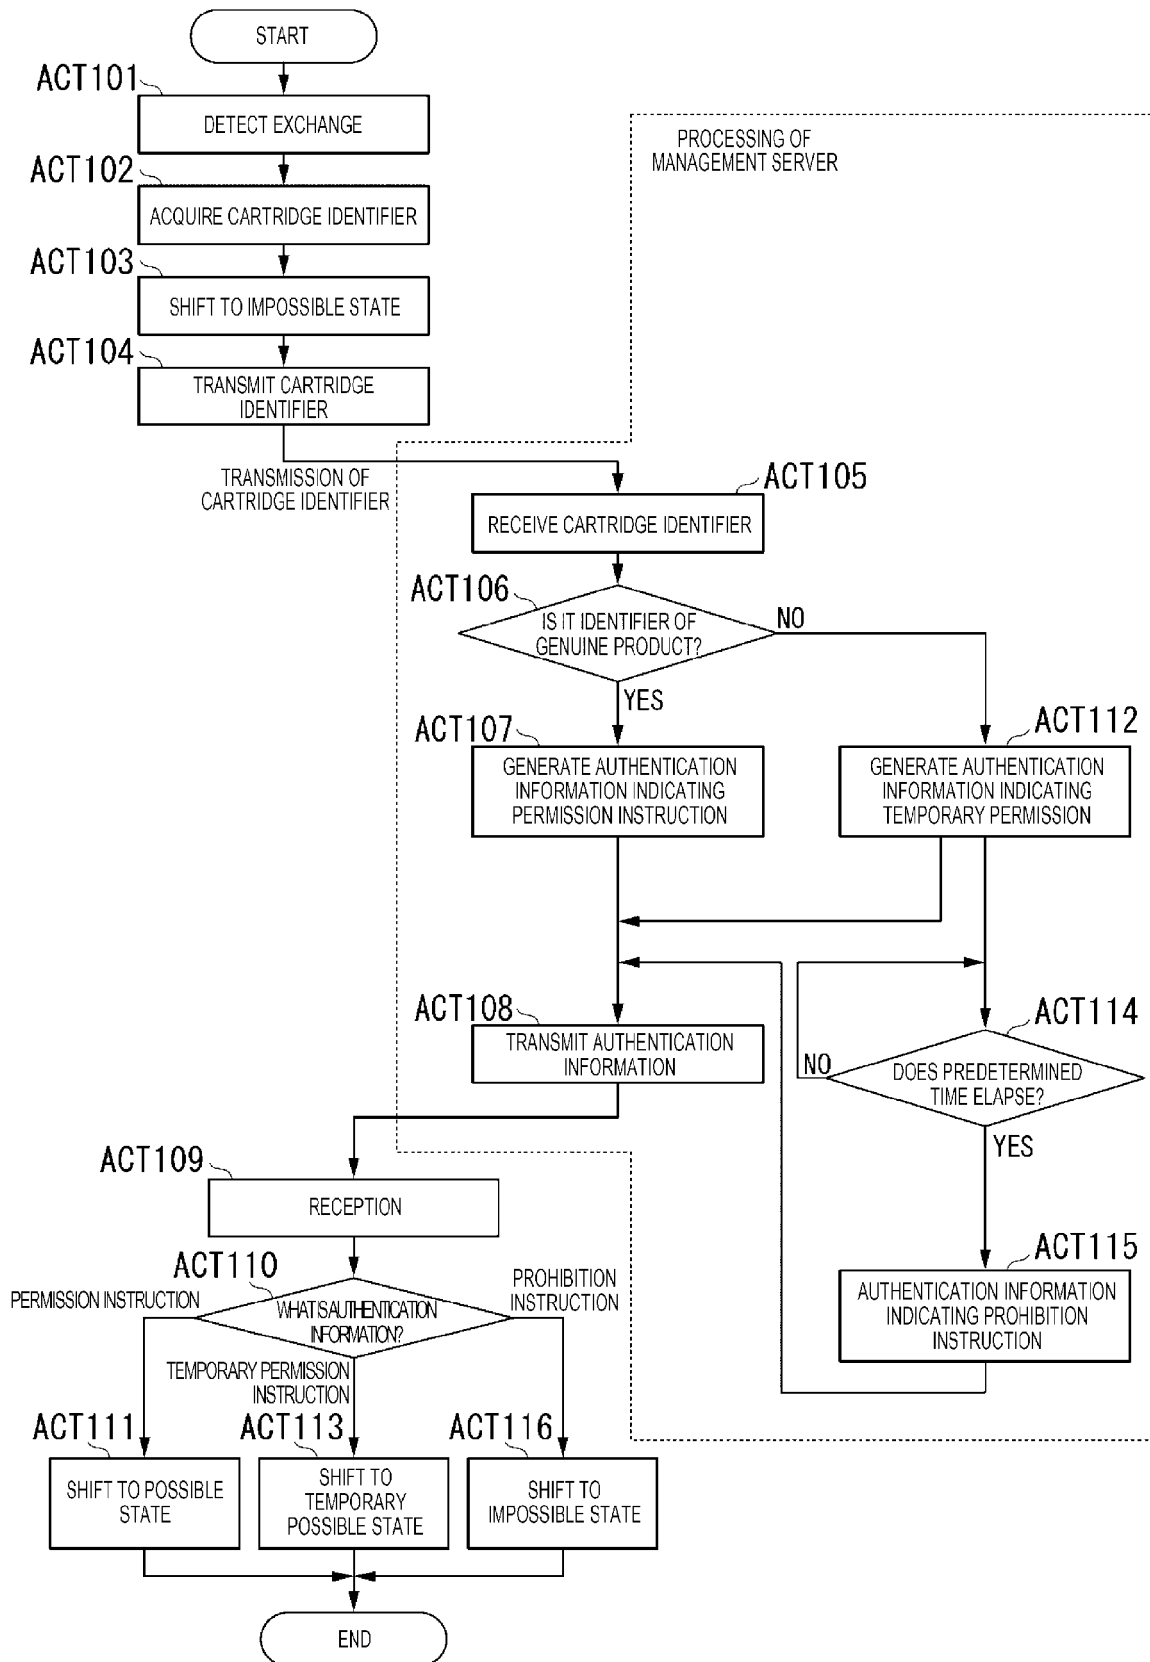 START
ACT101
DETECT EXCHANGE
PROCESSING OF
MANAGEMENT SERVER
ACT102
ACQUIRE CARTRIDGE IDENTIFIER
ACT103
SHIFT TO IMPOSSIBLE STATE
ACT104
TRANSMIT CARTRIDGE
IDENTIFIER
TRANSMISSION OF
CARTRIDGE IDENTIFIER
ACT105
RECEIVE CARTRIDGE IDENTIFIER
ACT106
IS IT IDENTIFIER OF
GENUINE PRODUCT?
NO
YES
ACT107
GENERATE AUTHENTICATION
INFORMATION INDICATING
PERMISSION INSTRUCTION
ACT112
GENERATE AUTHENTICATION
INFORMATION INDICATING
TEMPORARY PERMISSION
ACT108
TRANSMIT AUTHENTICATION
INFORMATION
ACT114
DOES PREDETERMINED
TIME ELAPSE?
NO
YES
ACT109
RECEPTION
ACT115
AUTHENTICATION INFORMATION
INDICATING PROHIBITION
INSTRUCTION
ACT110
WHAT IS AUTHENTICATION
INFORMATION?
PERMISSION INSTRUCTION
PROHIBITION
INSTRUCTION
TEMPORARY PERMISSION
INSTRUCTION
ACT111
SHIFT TO POSSIBLE
STATE
ACT113
SHIFT TO
TEMPORARY
POSSIBLE STATE
ACT116
SHIFT TO
IMPOSSIBLE STATE
END